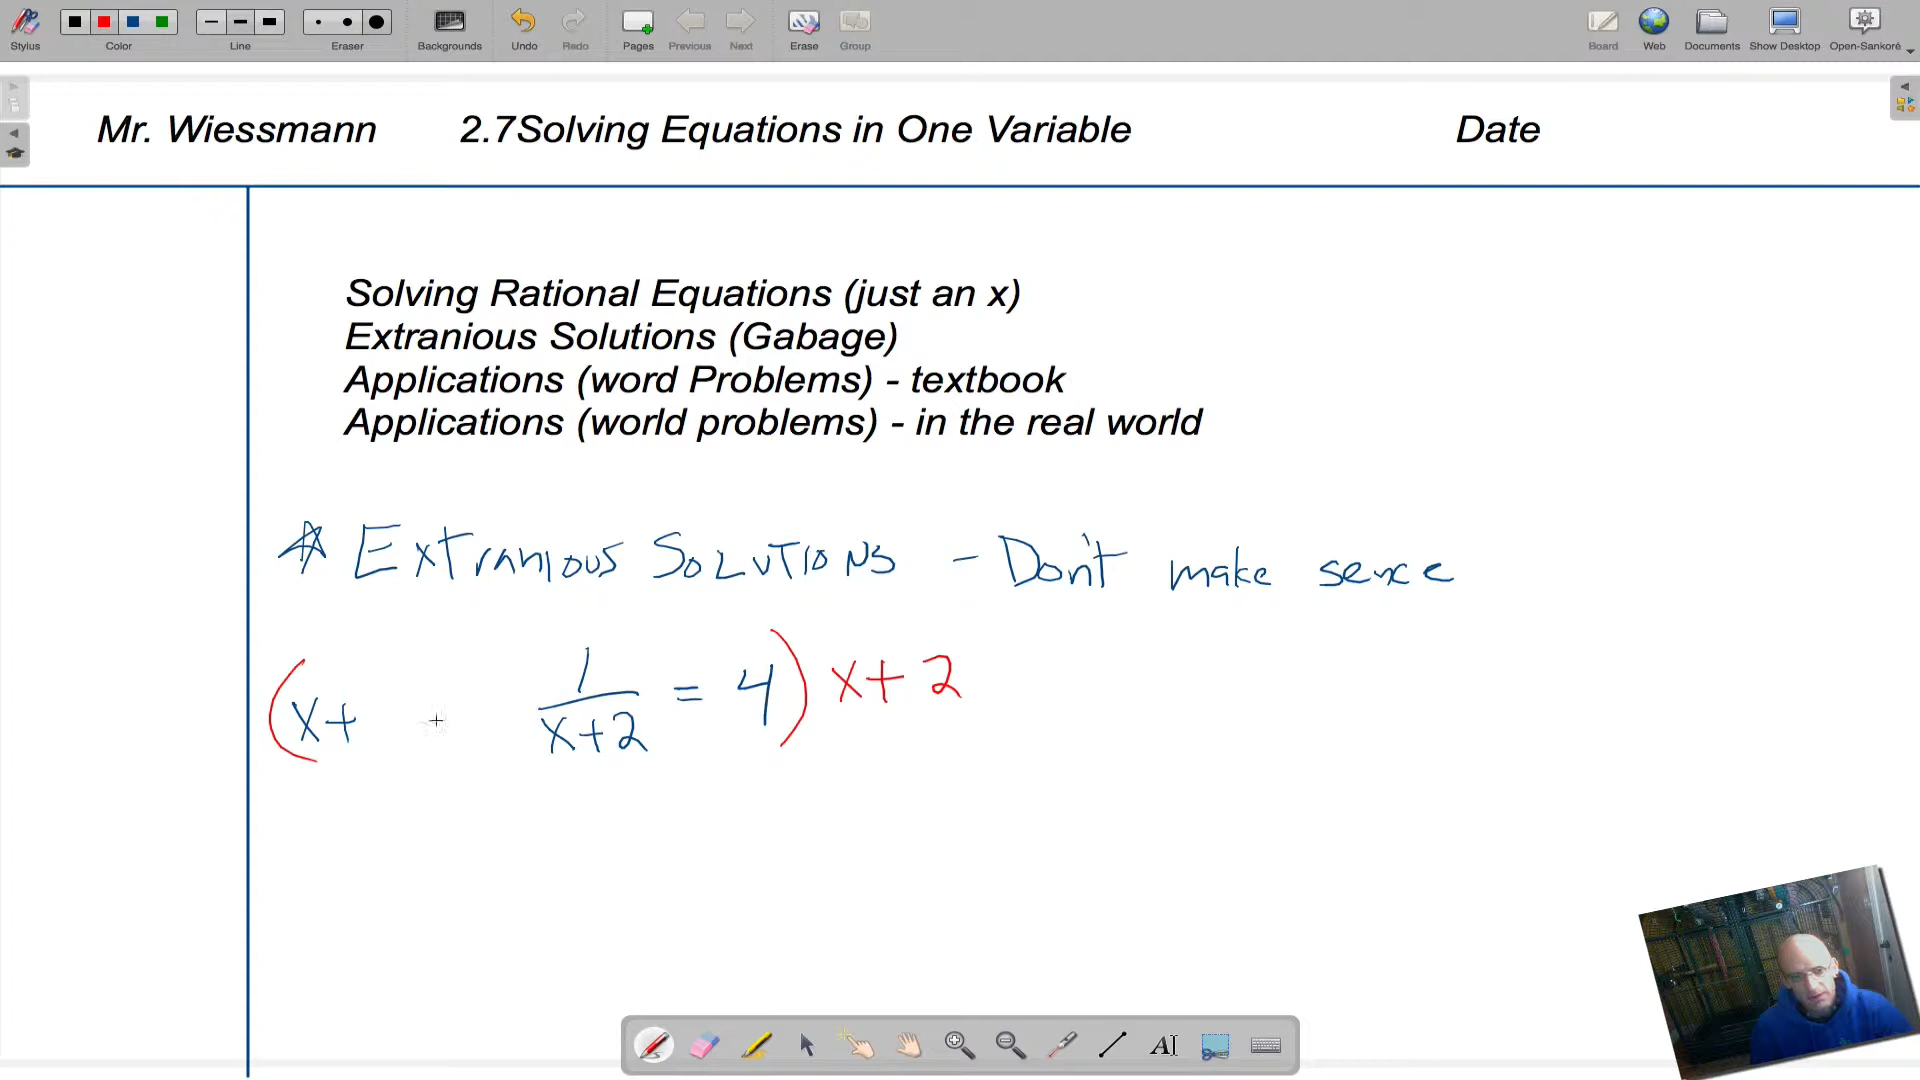 Stylus Color Line Eraser Backgrounds Undo Redo Pages Previous Next Erase Group Board Web Documents Show Desktop Open-Sankoré
Mr. Wiessmann 2.7Solving Equations in One Variable Date
Solving Rational Equations (just an x)
Extranious Solutions (Gabage)
Applications (word Problems) - textbook
Applications (world problems) - in the real world
* Extranious Solutions - Don't make sence
(x+ 1/x+2 = 4) x+2
AI